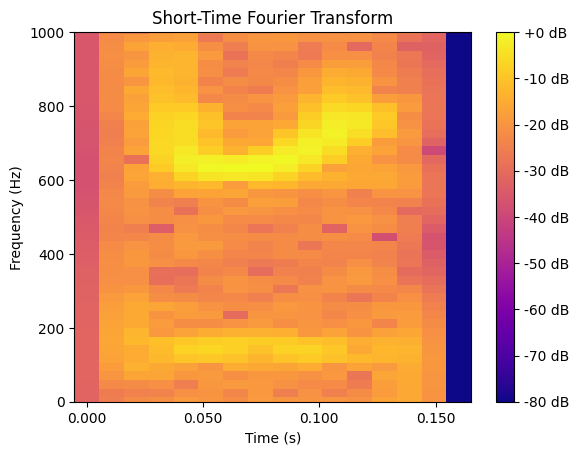 Short-Time Fourier Transform
Frequency (Hz)
1000
800
600
400
200
0
0.000
0.050
0.100
0.150
Time (s)
+0 dB
-10 dB
-20 dB
-30 dB
-40 dB
-50 dB
-60 dB
-70 dB
-80 dB